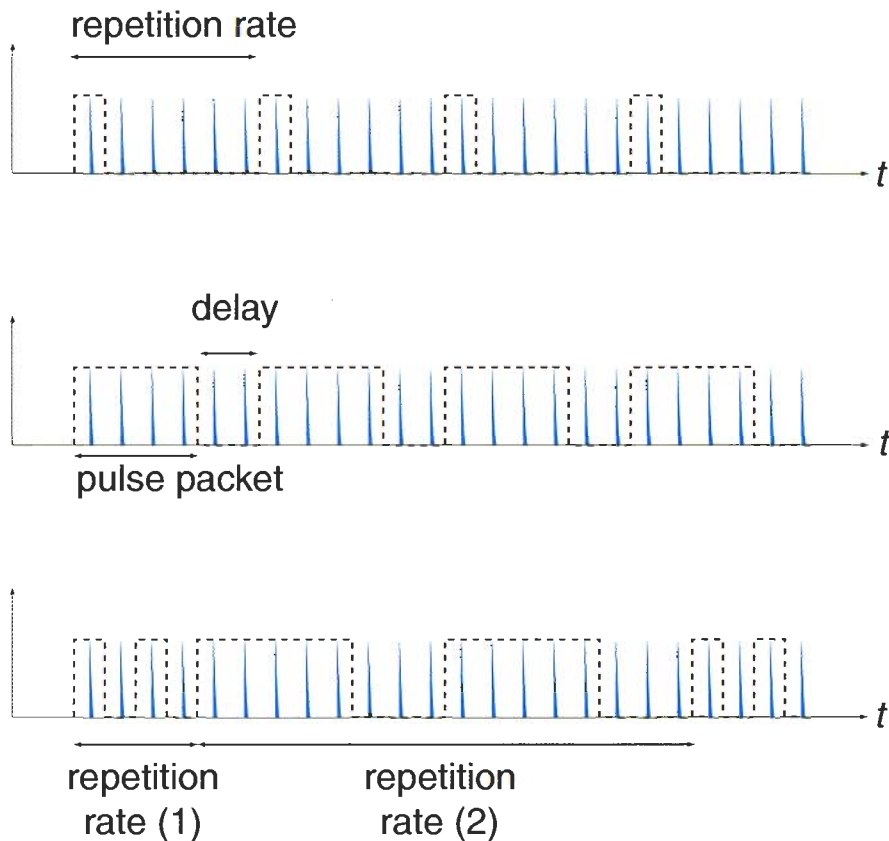 repetition rate
t
delay
t
pulse packet
t
repetition repetition
rate (1) rate (2)